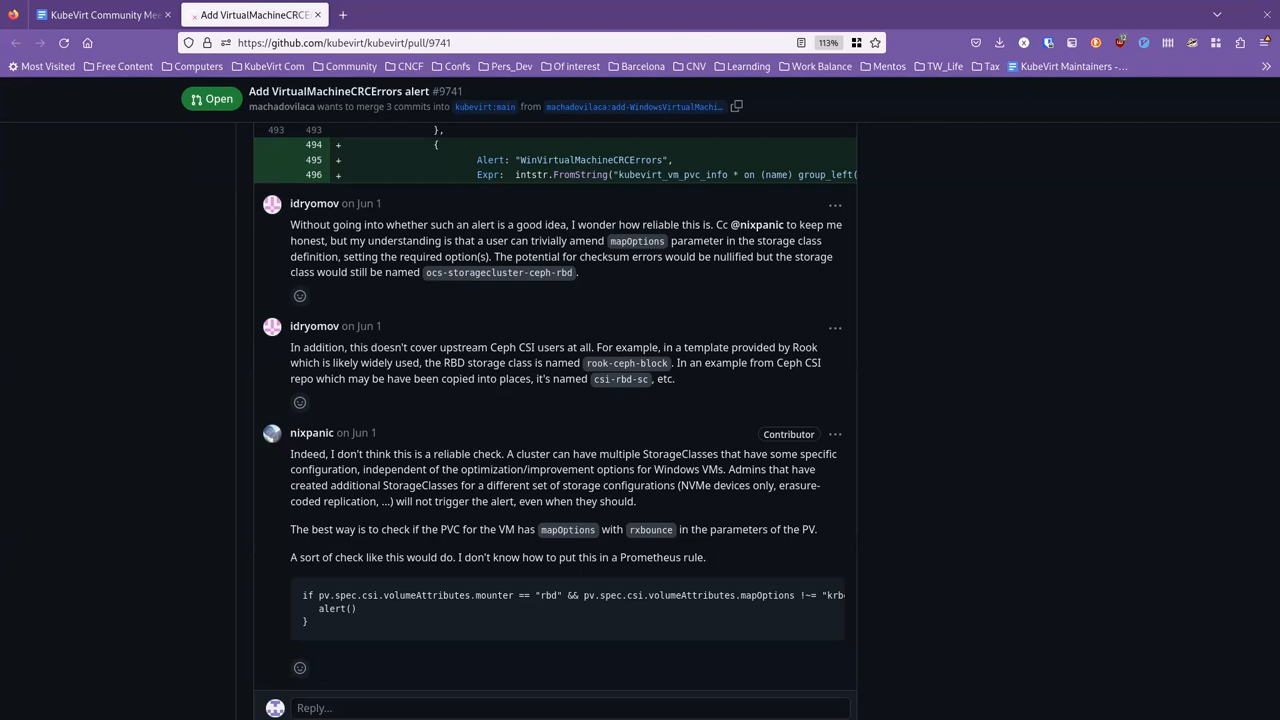 KubeVirt Community Mee
Add VirtualMachineCRCE
https://github.com/kubevirt/kubevirt/pull/9741
113%
Most Visited
Free Content
Computers
KubeVirt Com
Community
CNCF
Confs
Pers_Dev
Of interest
Barcelona
CNV
Learnding
Work Balance
Mentos
TW_Life
Tax
KubeVirt Maintainers -…
Open
Add VirtualMachineCRCErrors alert #9741
machadovilaca wants to merge 3 commits into kubevirt:main from machadovilaca:add-WindowsVirtualMachi…
493 493 },
494 + {
495 + Alert: "WinVirtualMachineCRCErrors",
496 + Expr: intstr.FromString("kubevirt_vm_pvc_info * on (name) group_left(
idryomov on Jun 1
Without going into whether such an alert is a good idea, I wonder how reliable this is. Cc @nixpanic to keep me
honest, but my understanding is that a user can trivially amend mapOptions parameter in the storage class
definition, setting the required option(s). The potential for checksum errors would be nullified but the storage
class would still be named ocs-storagecluster-ceph-rbd.
idryomov on Jun 1
In addition, this doesn't cover upstream Ceph CSI users at all. For example, in a template provided by Rook
which is likely widely used, the RBD storage class is named rook-ceph-block. In an example from Ceph CSI
repo which may be have been copied into places, it's named csi-rbd-sc, etc.
nixpanic on Jun 1
Contributor
Indeed, I don't think this is a reliable check. A cluster can have multiple StorageClasses that have some specific
configuration, independent of the optimization/improvement options for Windows VMs. Admins that have
created additional StorageClasses for a different set of storage configurations (NVMe devices only, erasure-
coded replication, ...) will not trigger the alert, even when they should.
The best way is to check if the PVC for the VM has mapOptions with rxbounce in the parameters of the PV.
A sort of check like this would do. I don't know how to put this in a Prometheus rule.
if pv.spec.csi.volumeAttributes.mounter == "rbd" && pv.spec.csi.volumeAttributes.mapOptions !~= "krb
alert()
}
Reply...